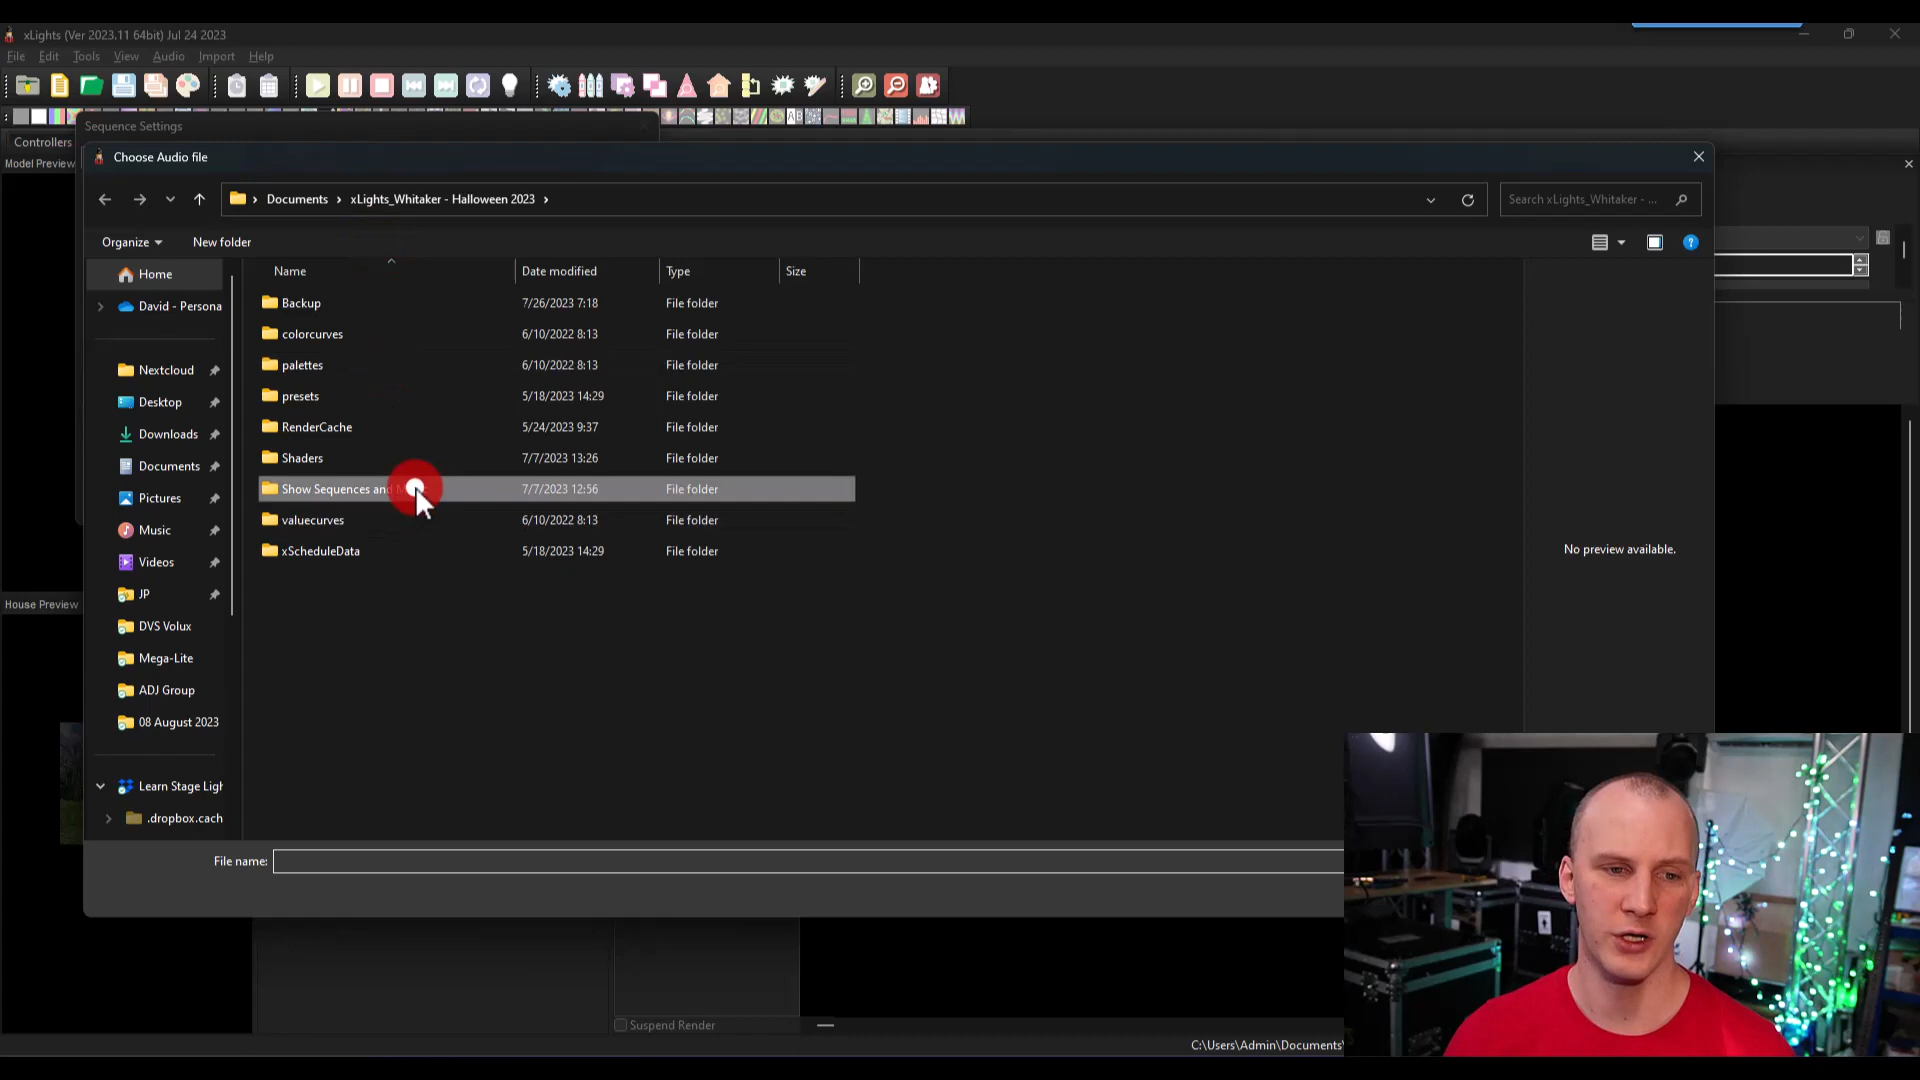 xLights (Ver 2023.11 64bit) Jul 24 2023
File Edit Tools View Audio Import Help
Sequence Settings
Controllers
Model Preview
Choose Audio file
Documents > xLights_Whitaker - Halloween 2023 >
Search xLights_Whitaker - ...
Organize New folder
Name Date modified Type Size
Home
David - Persona
Nextcloud
Desktop
Downloads
Documents
Pictures
Music
Videos
JP
DVS Volux
Mega-Lite
ADJ Group
08 August 2023
Learn Stage Ligh
.dropbox.cach
Backup 7/26/2023 7:18 File folder
colorcurves 6/10/2022 8:13 File folder
palettes 6/10/2022 8:13 File folder
presets 5/18/2023 14:29 File folder
RenderCache 5/24/2023 9:37 File folder
Shaders 7/7/2023 13:26 File folder
Show Sequences and 7/7/2023 12:56 File folder
valuecurves 6/10/2022 8:13 File folder
xScheduleData 5/18/2023 14:29 File folder
No preview available.
House Preview
File name:
Suspend Render
C:\Users\Admin\Documents\